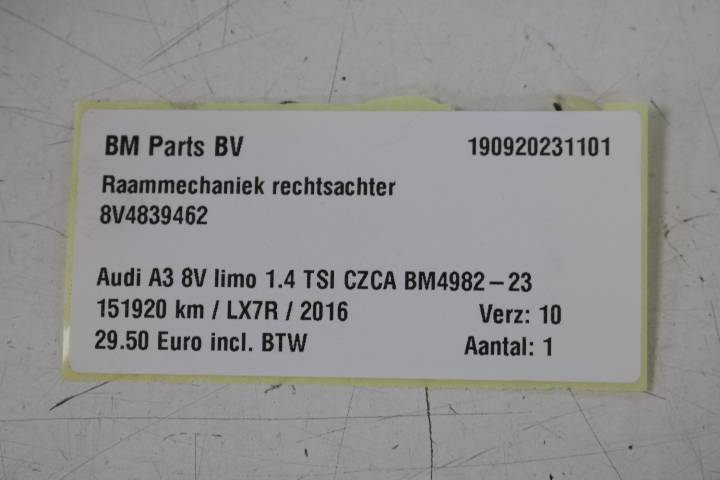 BM Parts BV 190920231101
Raammechaniek rechtsachter
8V4839462
Audi A3 8V limo 1.4 TSI CZCA BM4982-23
151920 km / LX7R / 2016 Verz: 10
29.50 Euro incl. BTW Aantal: 1